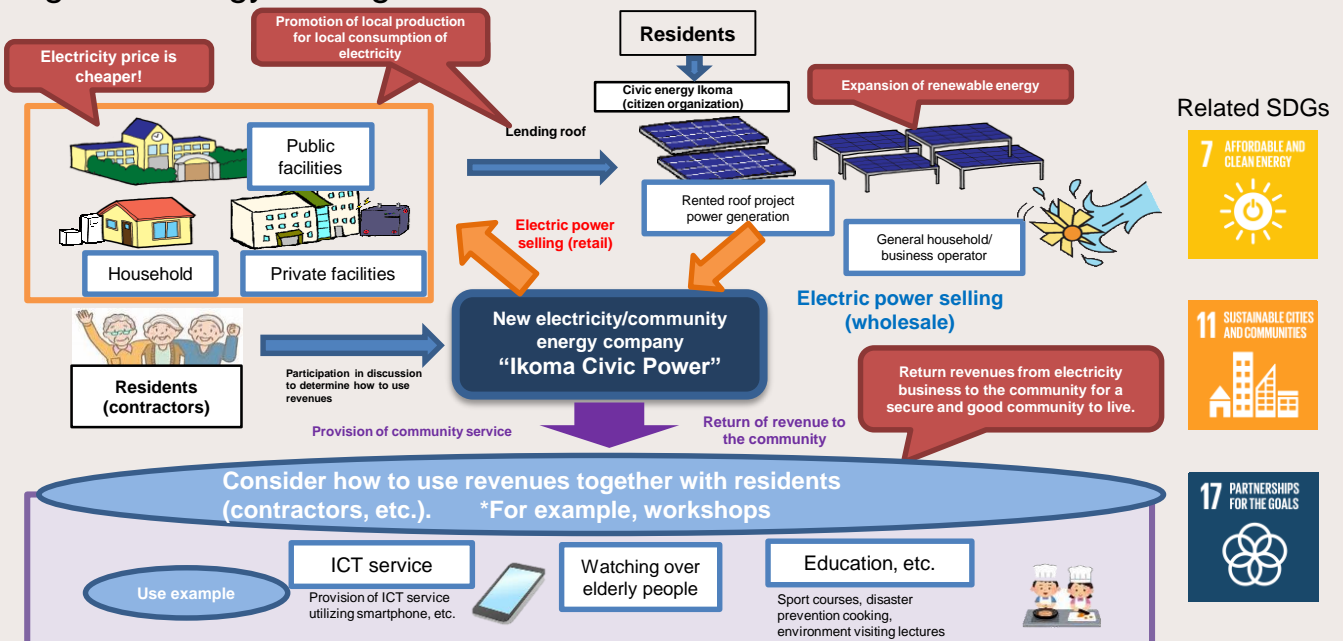 Promotion of local production
for local consumption of
electricity
Electricity price is
cheaper!
Residents
Civic energy Ikoma
(citizen organization)
Expansion of renewable energy
Related SDGs
Lending roof
Public
facilities
7 AFFORDABLE AND
CLEAN ENERGY
Rented roof project
power generation
Electric power
selling (retail)
General household/
business operator
Household
Private facilities
Electric power selling
(wholesale)
New electricity/community
energy company
“Ikoma Civic Power”
11 SUSTAINABLE CITIES
AND COMMUNITIES
Residents
(contractors)
Participation in discussion
to determine how to use
revenues
Return revenues from electricity
business to the community for a
secure and good community to live.
Provision of community service
Return of revenue to
the community
Consider how to use revenues together with residents
(contractors, etc.). *For example, workshops
17 PARTNERSHIPS
FOR THE GOALS
Use example
ICT service
Provision of ICT service
utilizing smartphone, etc.
Watching over
elderly people
Education, etc.
Sport courses, disaster
prevention cooking,
environment visiting lectures